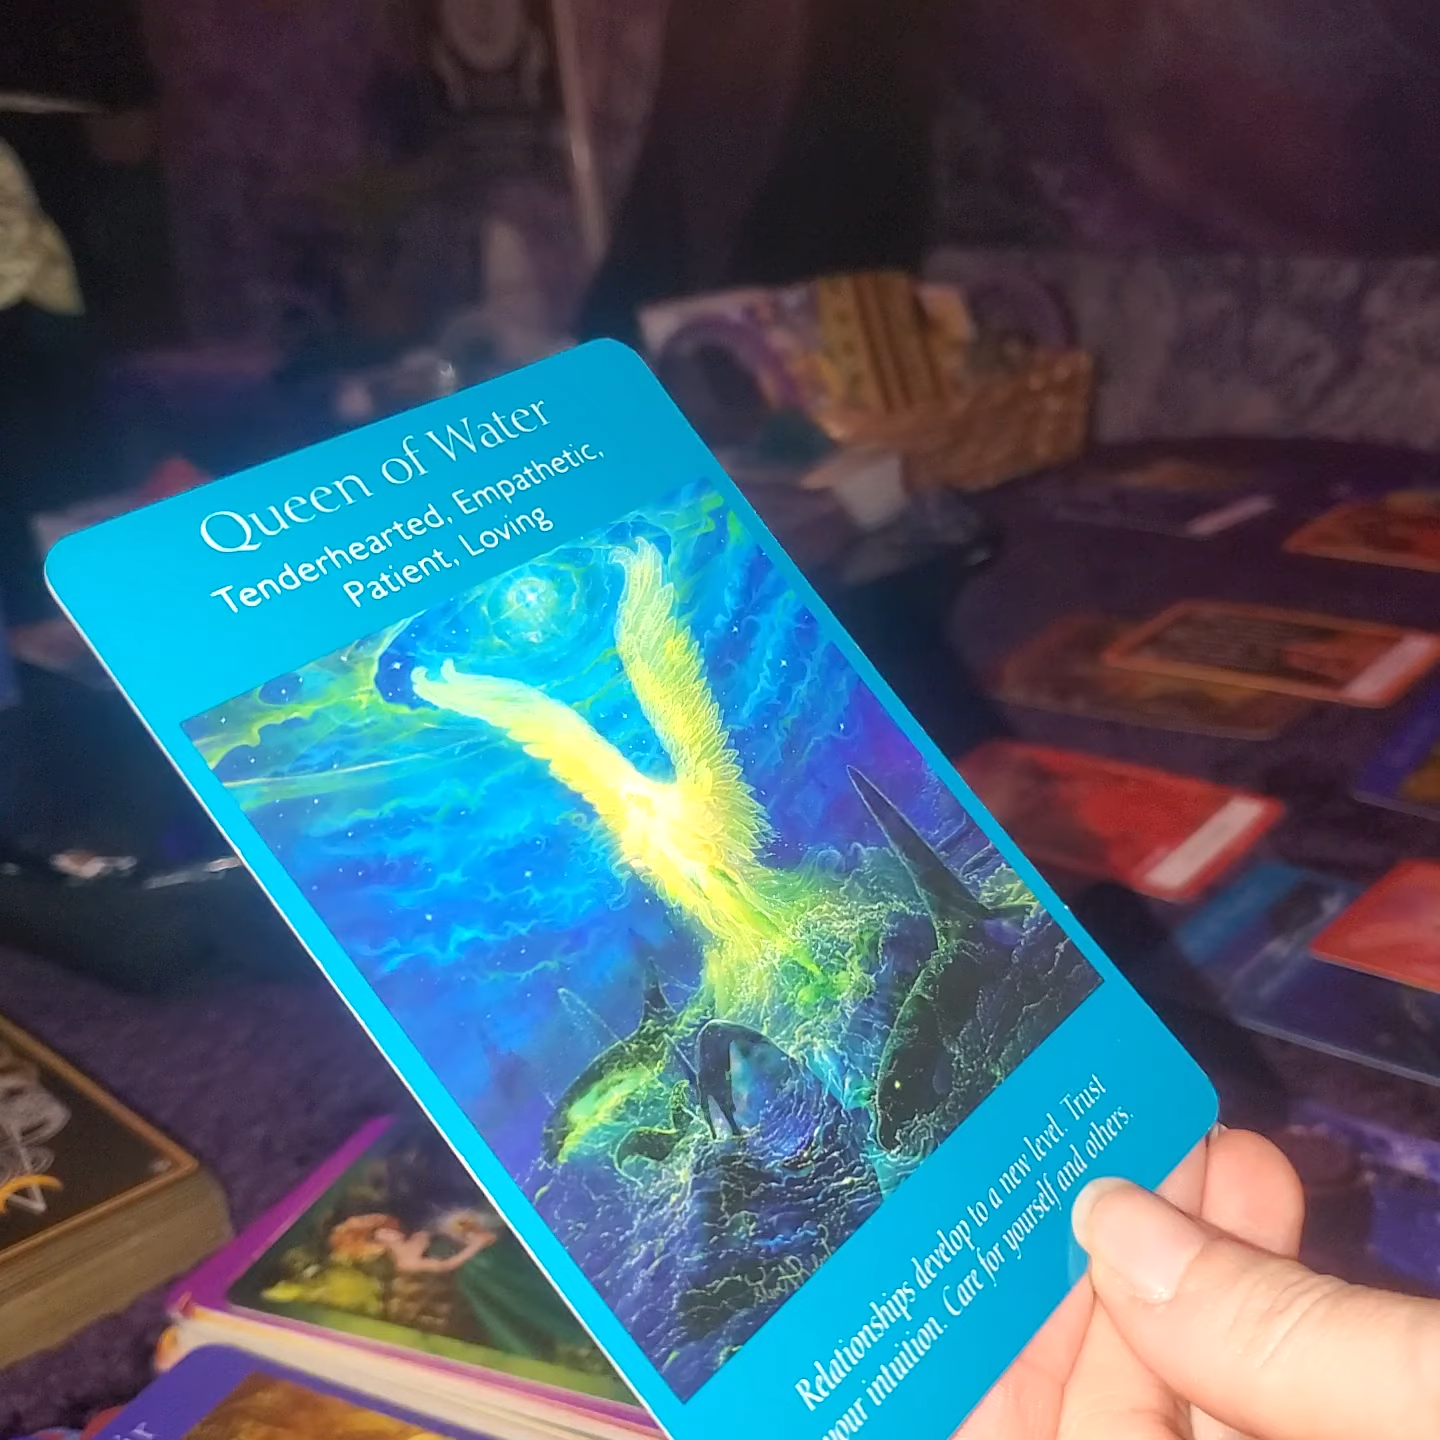 Queen of Water
Tenderhearted, Empathetic,
Patient, Loving
Relationships develop to a new level. Trust
your intuition. Care for yourself and others.